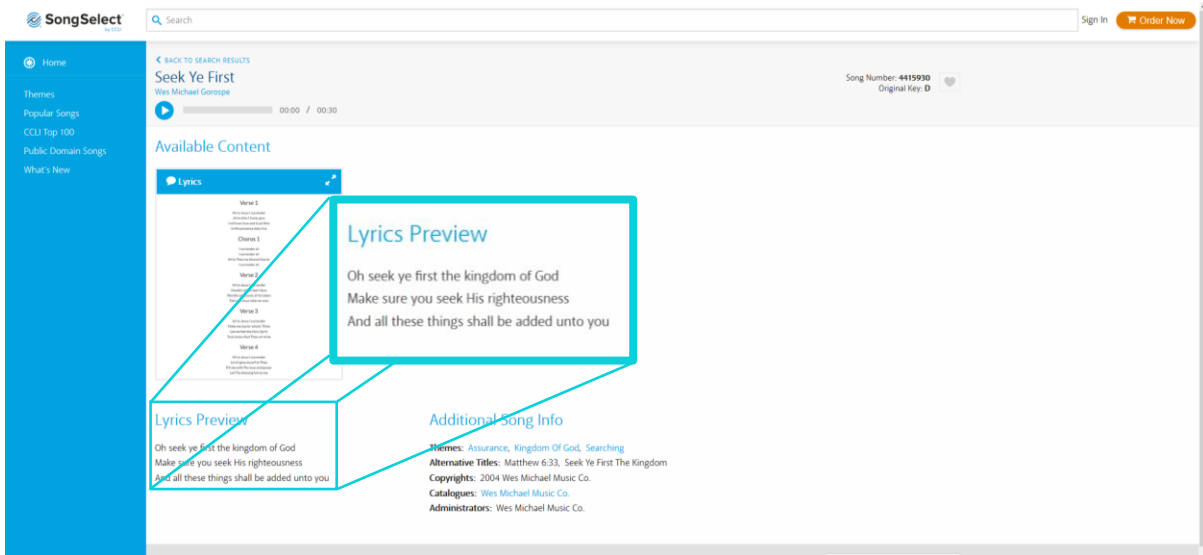 SongSelect
by CCLI
Search
Sign In
Order Now
Home
Themes
Popular Songs
CCLI Top 100
Public Domain Songs
What's New
BACK TO SEARCH RESULTS
Seek Ye First
Wes Michael Gorospe
00:00 / 00:30
Song Number: 4415930
Original Key: D
Available Content
Lyrics
Verse 1
Chorus 1
I surrender all
I surrender all
I surrender all
Verse 2
Verse 3
Verse 4
Lyrics Preview
Oh seek ye first the kingdom of God
Make sure you seek His righteousness
And all these things shall be added unto you
Lyrics Preview
Oh seek ye first the kingdom of God
Make sure you seek His righteousness
And all these things shall be added unto you
Additional Song Info
Themes: Assurance, Kingdom Of God, Searching
Alternative Titles: Matthew 6:33, Seek Ye First The Kingdom
Copyrights: 2004 Wes Michael Music Co.
Catalogues: Wes Michael Music Co.
Administrators: Wes Michael Music Co.